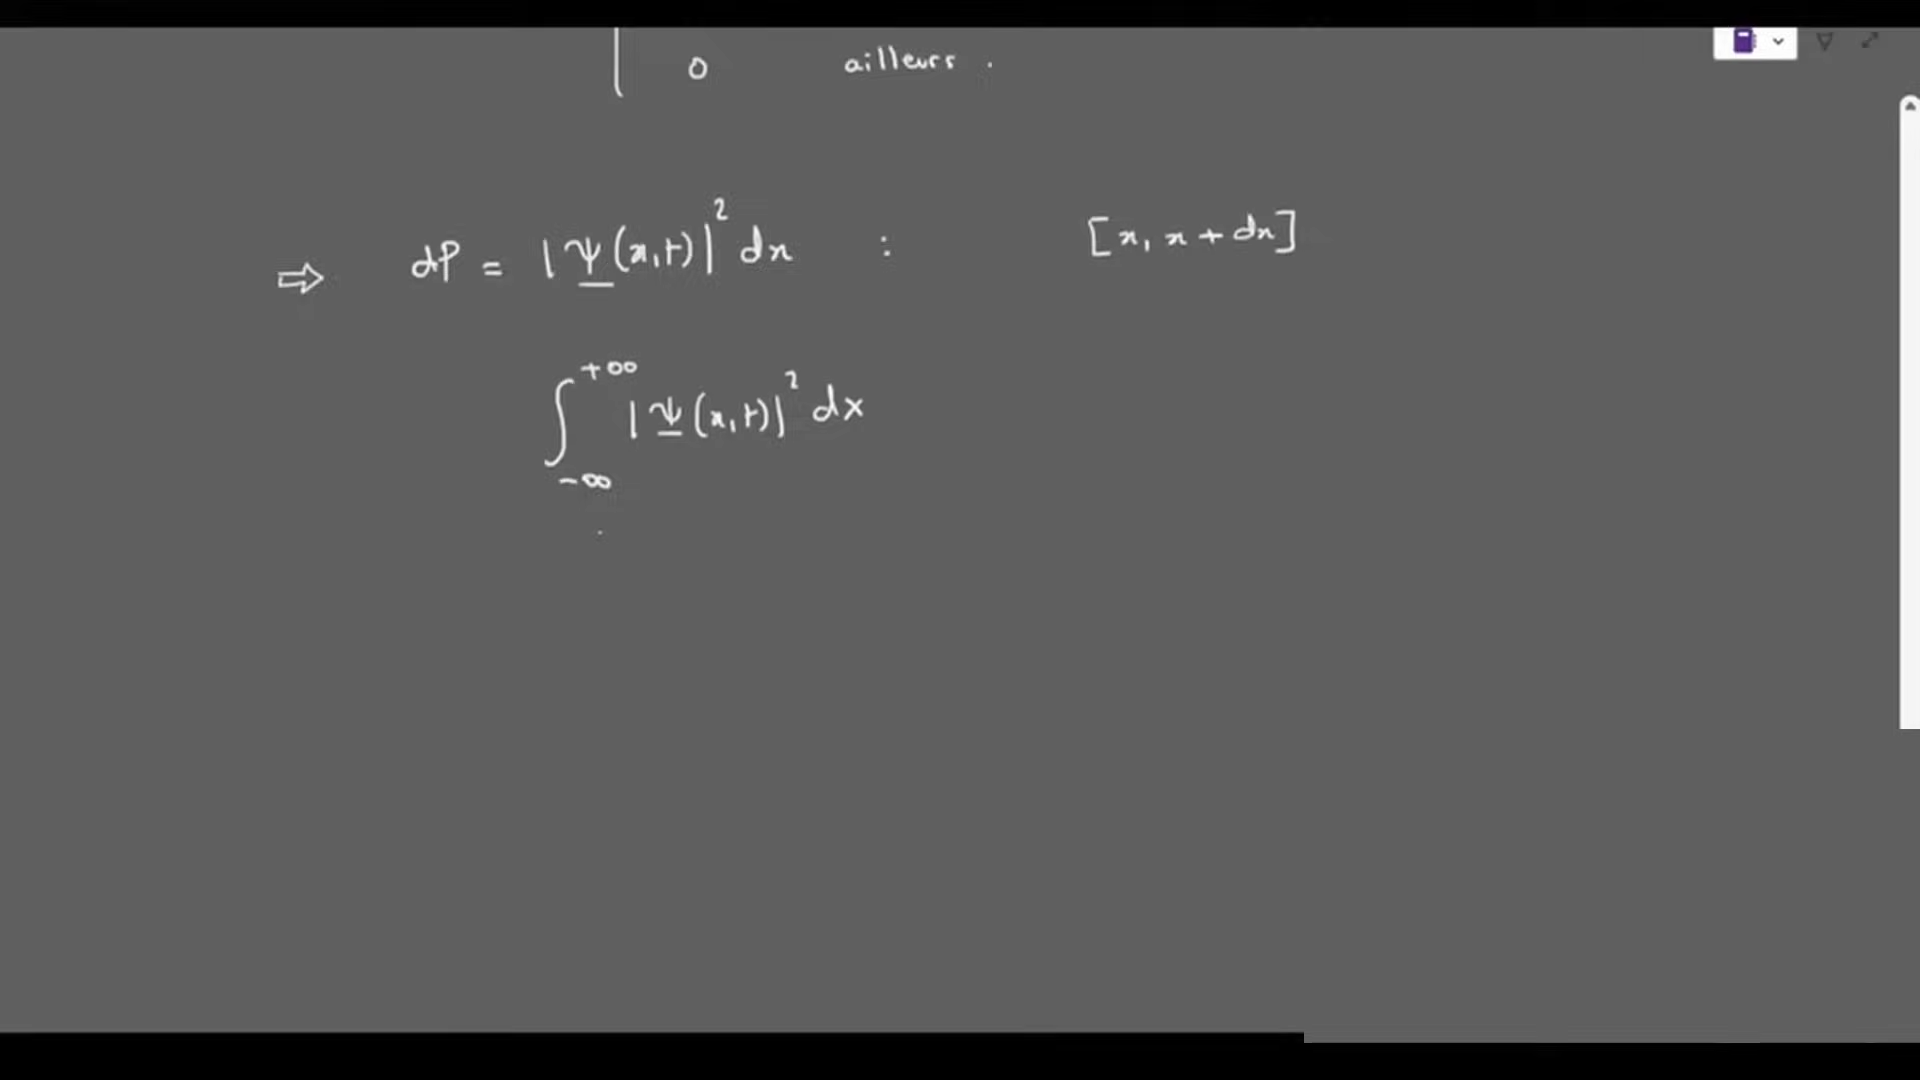 0 ailleurs .
⇒ dP = |Ψ(x,t)|² dx : [x, x + dx]
∫_{-∞}^{+∞} |Ψ(x,t)|² dx